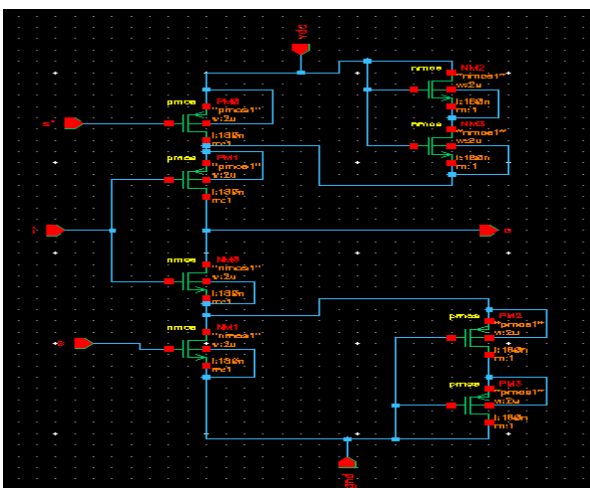 Vdc
nmos NM2
"nmos1"
w:2u
l:180n
m:1
pmos PM0
"pmos1"
w:2u
l:180n
m:1
s'
nmos NM3
"nmos1"
w:2u
l:180n
m:1
pmos PM1
"pmos1"
w:2u
l:180n
m:1
nmos NM0
"nmos1"
w:2u
l:180n
m:1
pmos PM2
"pmos1"
w:2u
l:180n
m:1
nmos NM1
"nmos1"
w:2u
l:180n
m:1
pmos PM3
"pmos1"
w:2u
l:180n
m:1
gnd